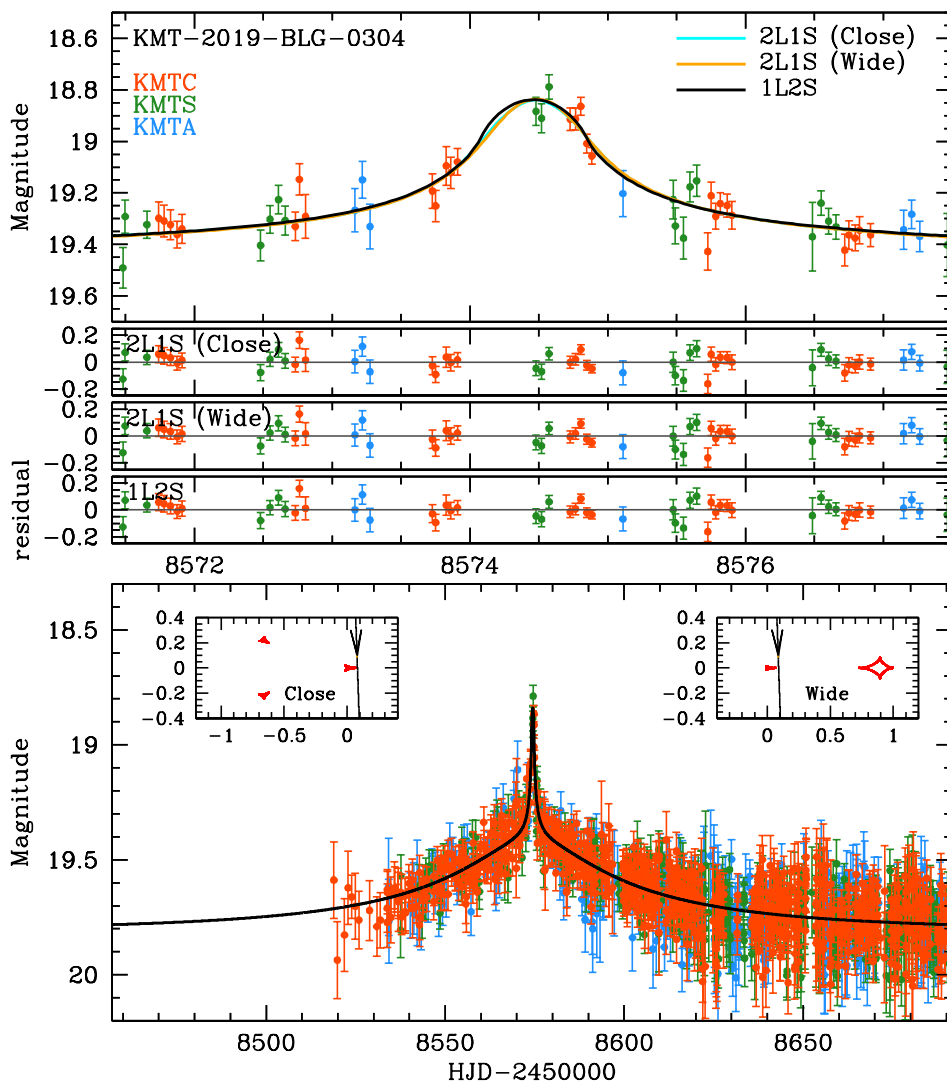 KMT-2019-BLG-0304
2L1S (Close)
2L1S (Wide)
1L2S
KMTC
KMTS
KMTA
Magnitude
18.6
18.8
19
19.2
19.4
19.6
2L1S (Close)
0.2
0
-0.2
2L1S (Wide)
0.2
0
-0.2
1L2S
0.2
0
-0.2
residual
8572
8574
8576
Magnitude
18.5
19
19.5
20
0.4
0.2
0
-0.2
-0.4
Close
-1
-0.5
0
0.4
0.2
0
-0.2
-0.4
Wide
0
0.5
1
8500
8550
8600
8650
HJD-2450000